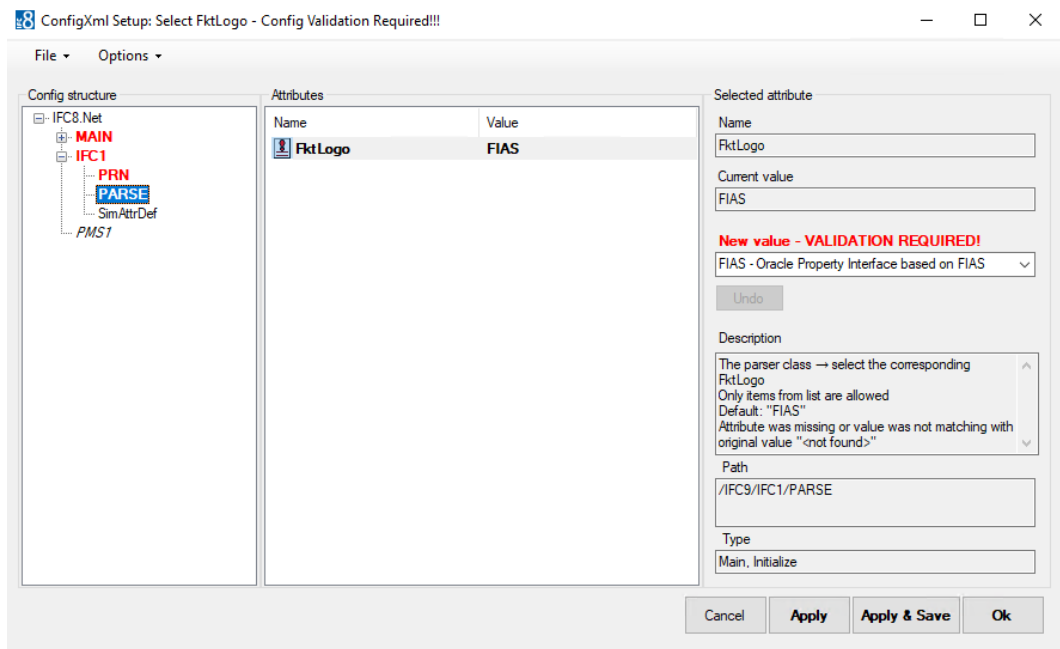 IFC8 ConfigXml Setup: Select FktLogo - Config Validation Required!!!
File Options
Config structure
IFC8.Net
MAIN
IFC1
PRN
PARSE
SimAttrDef
PMS1
Attributes
Name Value
FktLogo FIAS
Selected attribute
Name
FktLogo
Current value
FIAS
New value - VALIDATION REQUIRED!
FIAS - Oracle Property Interface based on FIAS
Undo
Description
The parser class → select the corresponding
FktLogo
Only items from list are allowed
Default: "FIAS"
Attribute was missing or value was not matching with
original value "<not found>"
Path
/IFC9/IFC1/PARSE
Type
Main, Initialize
Cancel Apply Apply & Save Ok